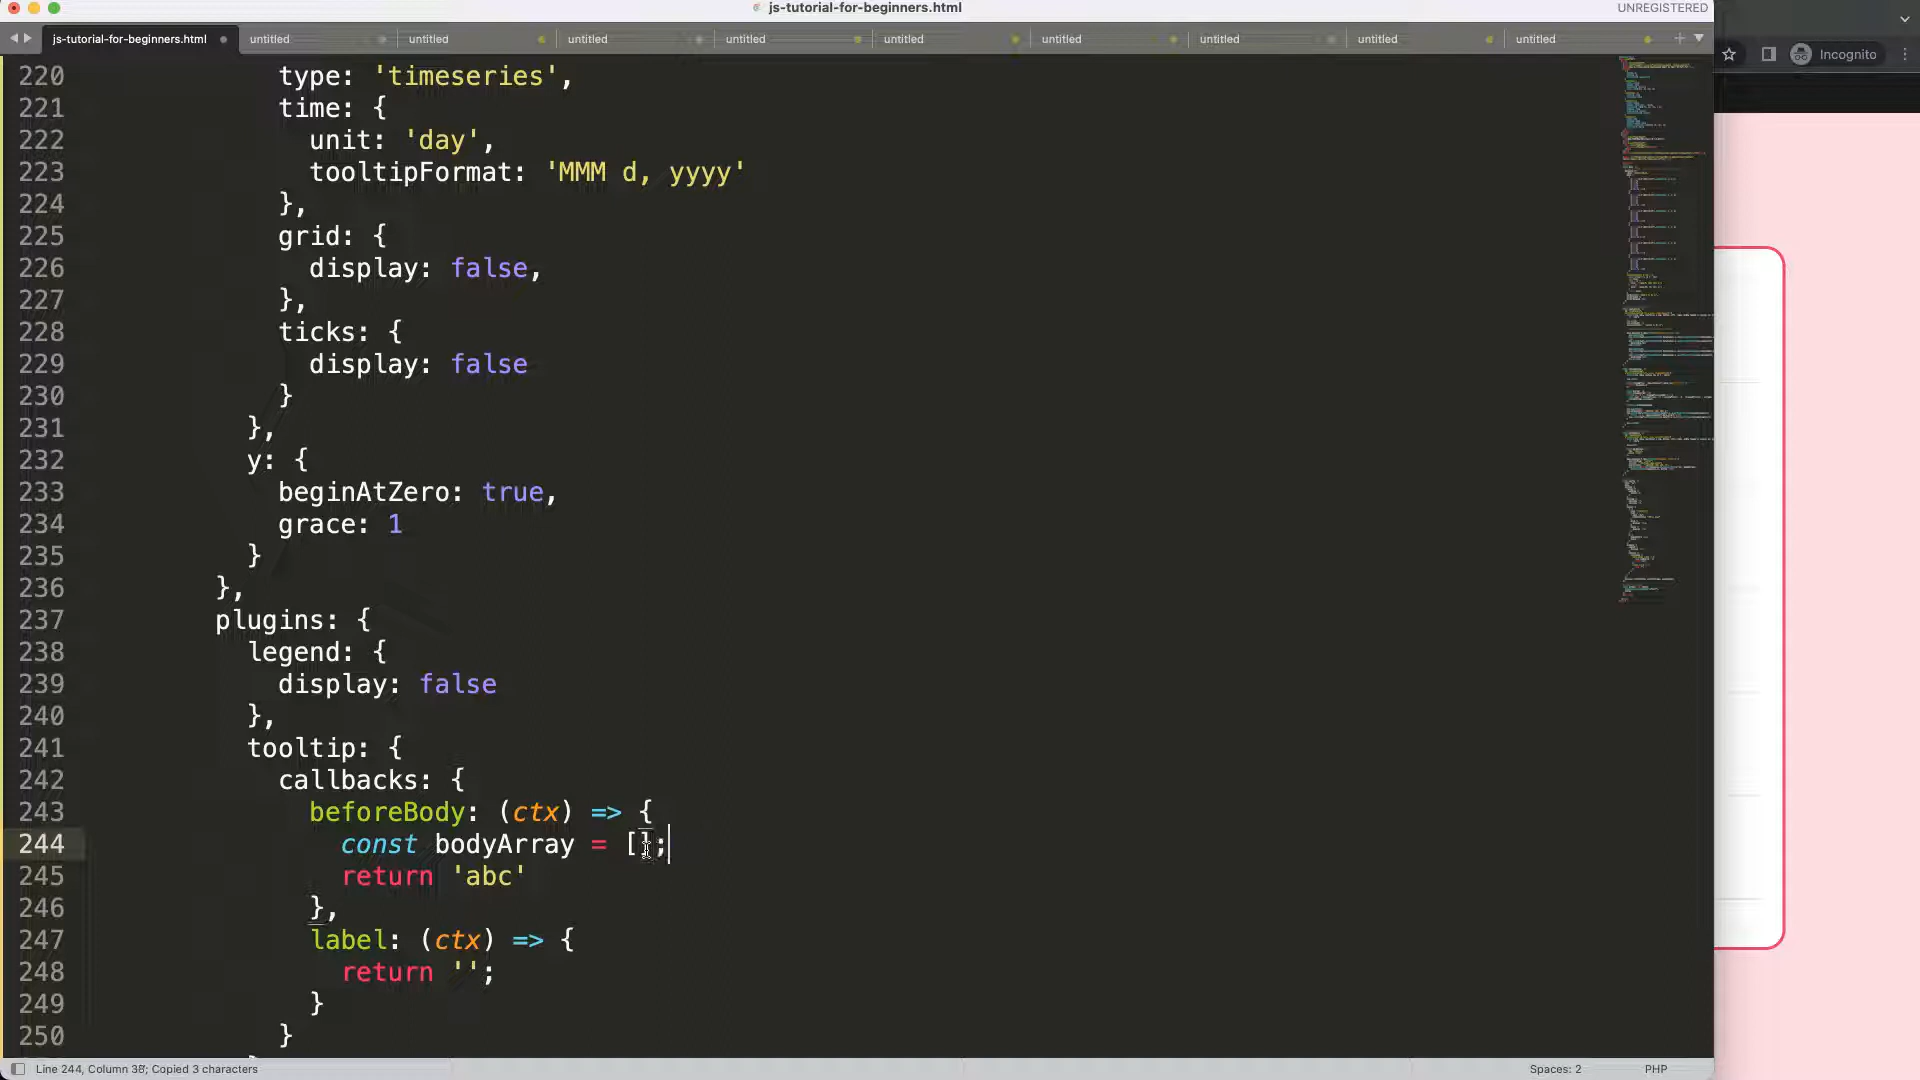 js-tutorial-for-beginners.html
UNREGISTERED
js-tutorial-for-beginners.html untitled untitled untitled untitled untitled untitled untitled untitled untitled
Incognito
220 type: 'timeseries',
221 time: {
222 unit: 'day',
223 tooltipFormat: 'MMM d, yyyy'
224 },
225 grid: {
226 display: false,
227 },
228 ticks: {
229 display: false
230 }
231 },
232 y: {
233 beginAtZero: true,
234 grace: 1
235 }
236 },
237 plugins: {
238 legend: {
239 display: false
240 },
241 tooltip: {
242 callbacks: {
243 beforeBody: (ctx) => {
244 const bodyArray = [];
245 return 'abc'
246 },
247 label: (ctx) => {
248 return '';
249 }
250 }
Line 244, Column 38; Copied 3 characters
Spaces: 2
PHP